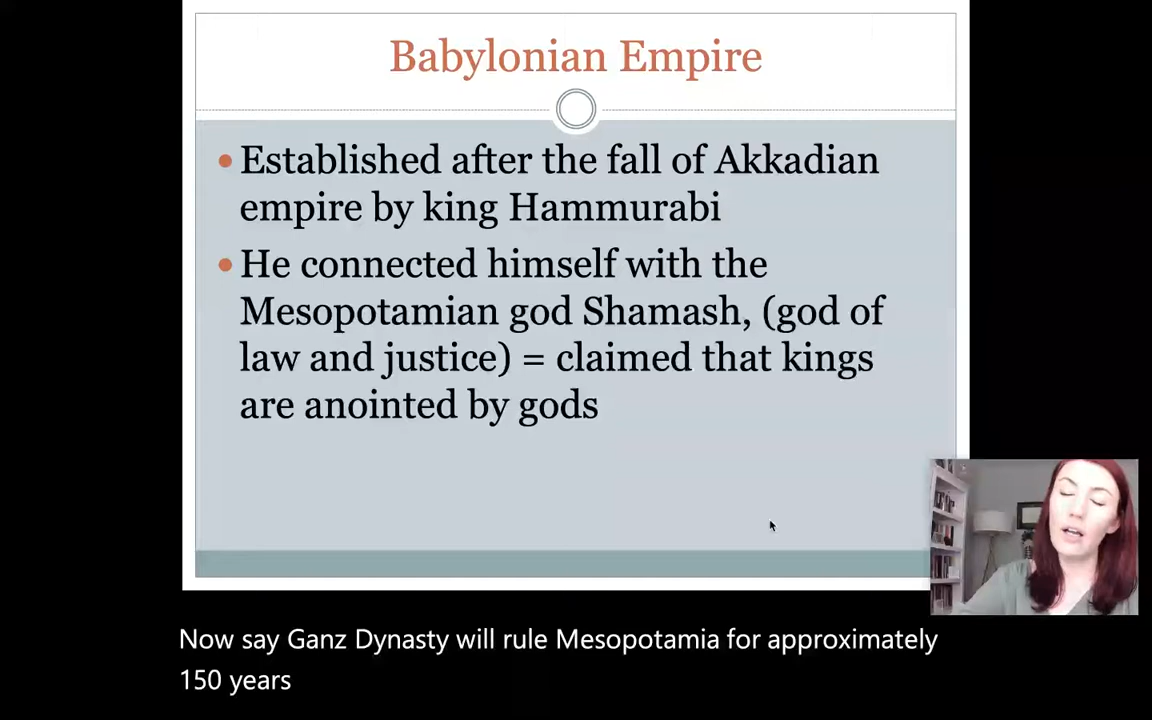 Babylonian Empire
• Established after the fall of Akkadian
empire by king Hammurabi
• He connected himself with the
Mesopotamian god Shamash, (god of
law and justice) = claimed that kings
are anointed by gods
Now say Ganz Dynasty will rule Mesopotamia for approximately
150 years